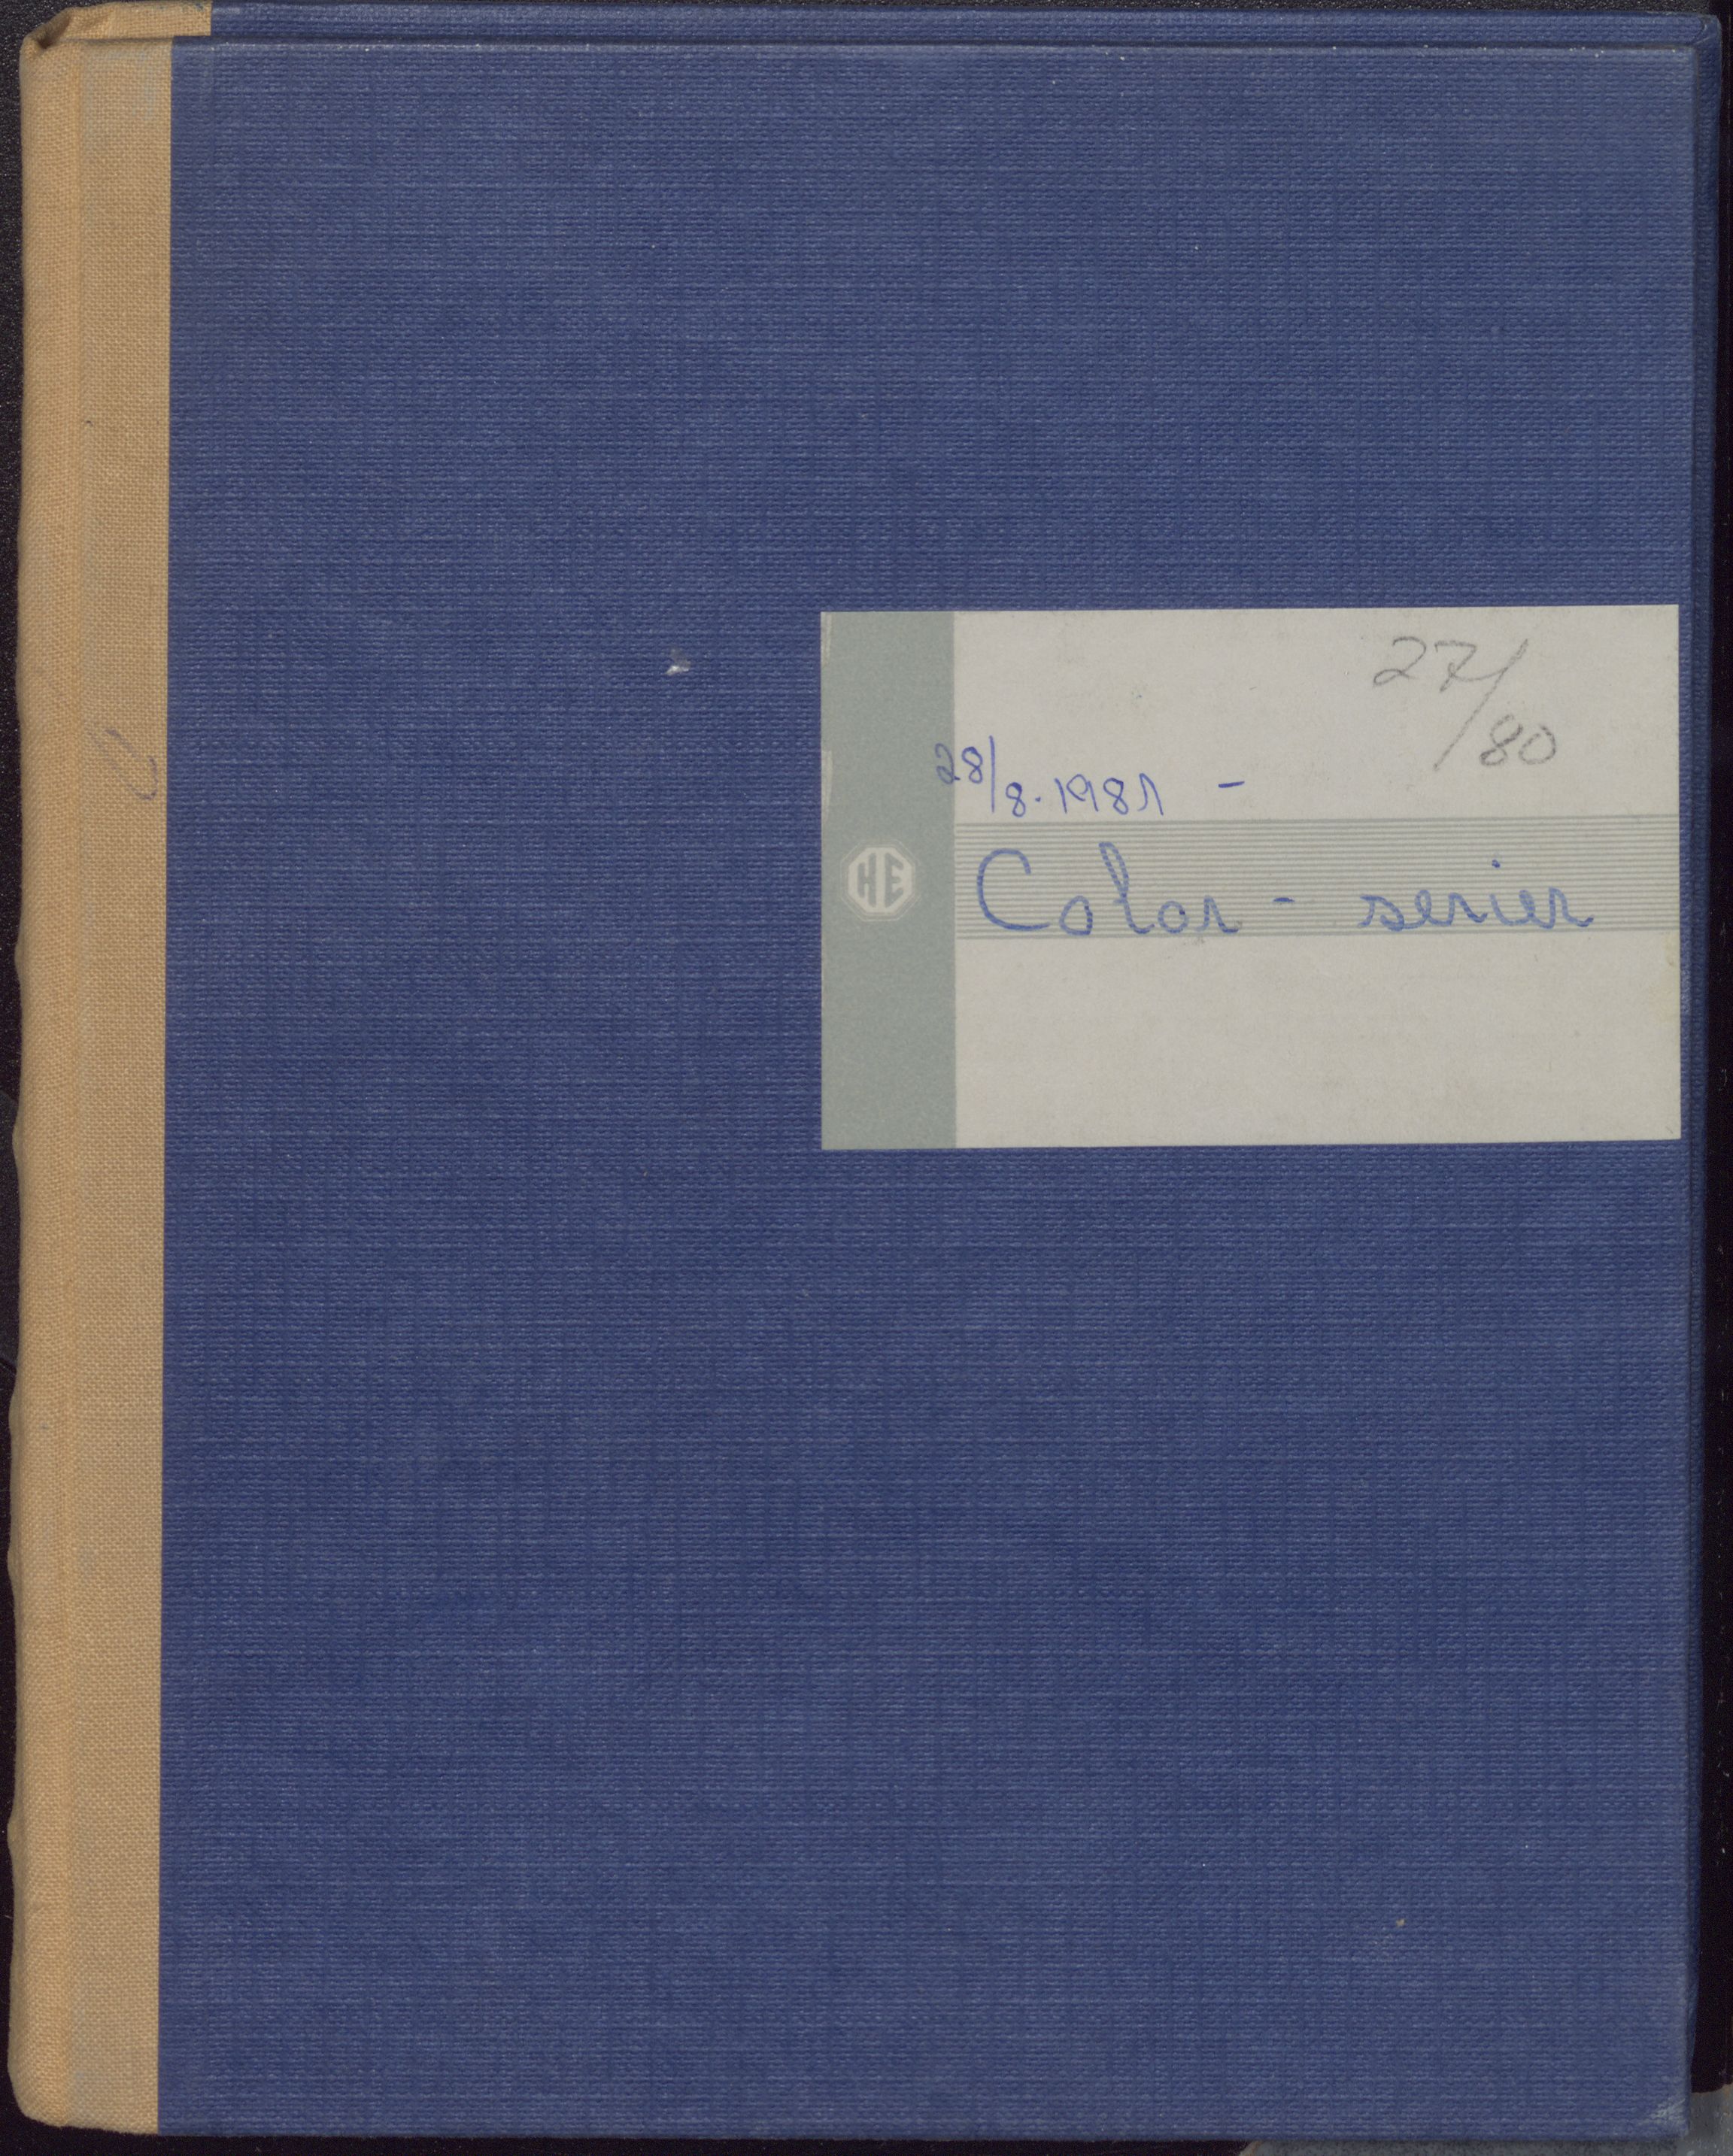 27/80
28/8.1981 -
HE
Color - serier